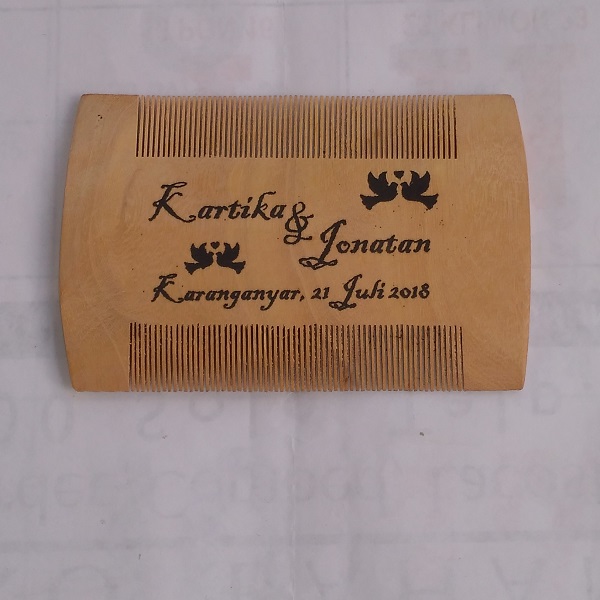 Kartika
&
Jonatan
Karanganyar, 21 Juli 2018